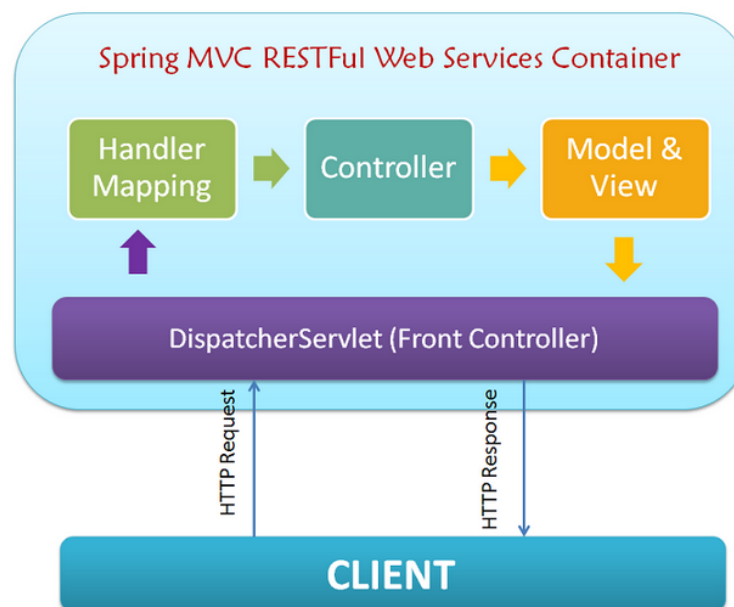 Spring MVC RESTFul Web Services Container
Handler
Mapping
Controller
Model &
View
DispatcherServlet (Front Controller)
HTTP Request
HTTP Response
CLIENT